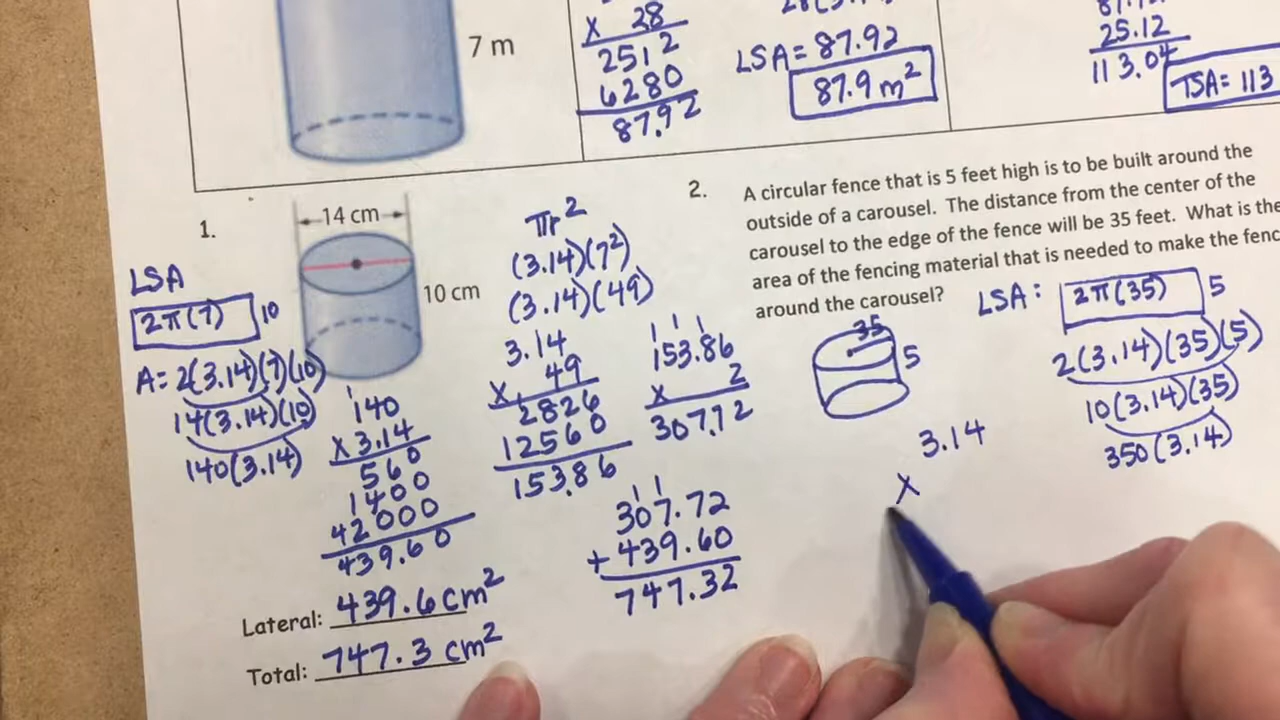 7 m
x 28
2512
6280
87.92
LSA = 87.92
87.9 m²
25.12
113.04
TSA = 113
1.
14 cm
10 cm
LSA
2π(7) 10
A = 2(3.14)(7)(10)
14(3.14)(10)
140(3.14)
1
140
x 3.14
560
1400
42000
439.60
Lateral: 439.6 cm²
Total: 747.3 cm²
πr²
(3.14)(7²)
(3.14)(49)
3.14
x 49
2826
12560
153.86
1 1 1
153.86
x 2
307.72
1 1
307.72
+ 439.60
747.32
2.
A circular fence that is 5 feet high is to be built around the
outside of a carousel. The distance from the center of the
carousel to the edge of the fence will be 35 feet. What is the
area of the fencing material that is needed to make the fenc
around the carousel?
35
5
LSA: 2π(35) 5
2(3.14)(35)(5)
10(3.14)(35)
350(3.14)
3.14
x